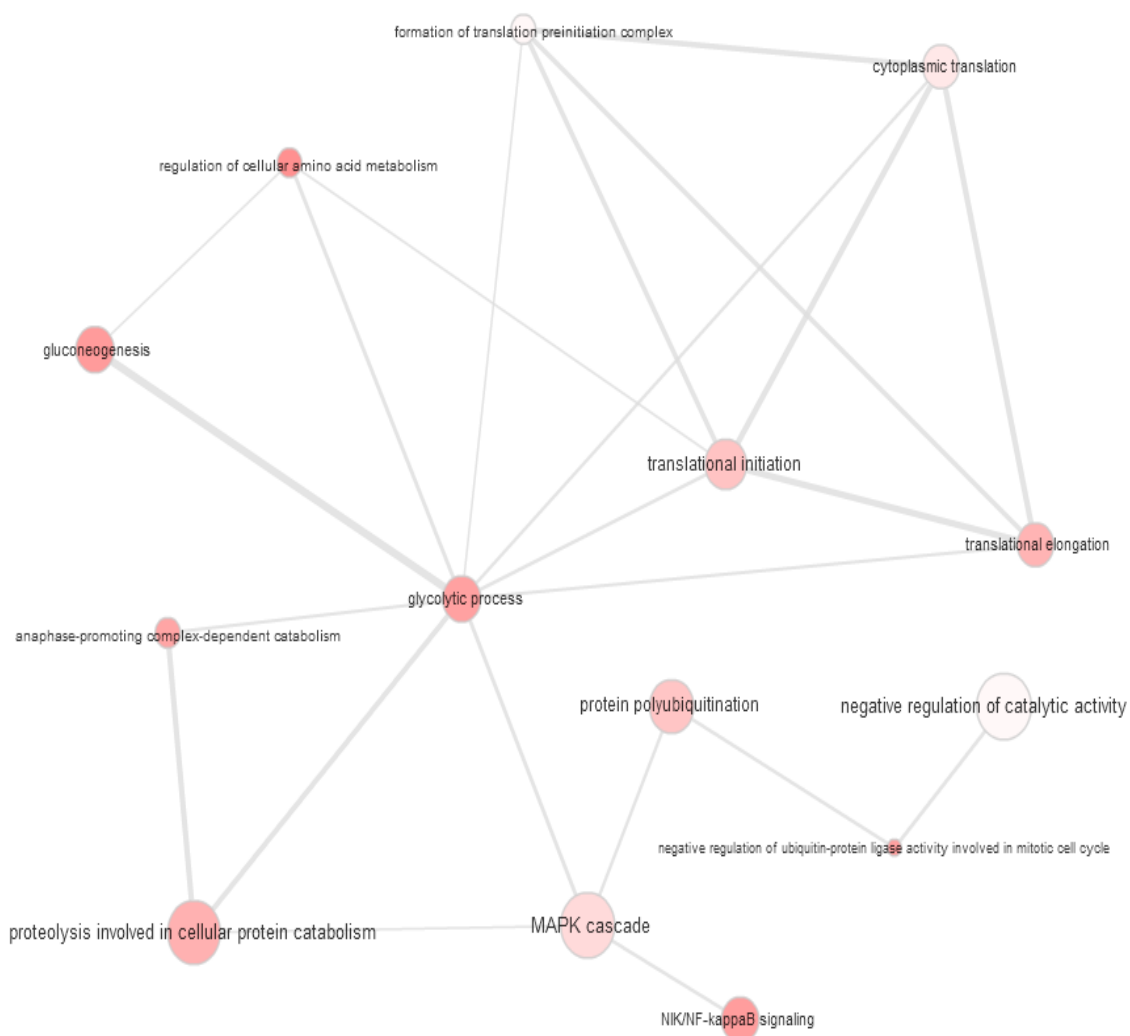 formation of translation preinitiation complex
cytoplasmic translation
regulation of cellular amino acid metabolism
gluconeogenesis
translational initiation
translational elongation
glycolytic process
anaphase-promoting complex-dependent catabolism
protein polyubiquitination
negative regulation of catalytic activity
negative regulation of ubiquitin-protein ligase activity involved in mitotic cell cycle
proteolysis involved in cellular protein catabolism
MAPK cascade
NIK/NF-kappaB signaling